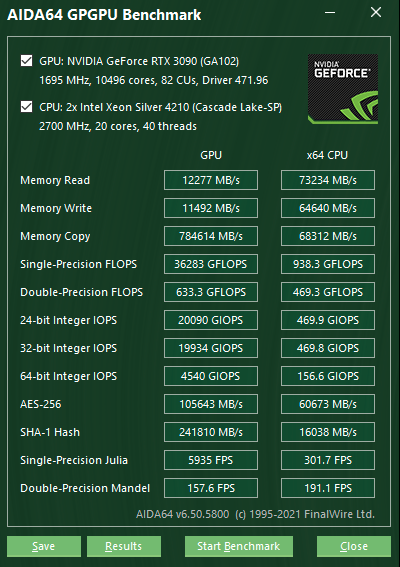 AIDA64 GPGPU Benchmark
GPU: NVIDIA GeForce RTX 3090 (GA102)
1695 MHz, 10496 cores, 82 CUs, Driver 471.96
CPU: 2x Intel Xeon Silver 4210 (Cascade Lake-SP)
2700 MHz, 20 cores, 40 threads
NVIDIA
GEFORCE
GPU x64 CPU
Memory Read 12277 MB/s 73234 MB/s
Memory Write 11492 MB/s 64640 MB/s
Memory Copy 784614 MB/s 68312 MB/s
Single-Precision FLOPS 36283 GFLOPS 938.3 GFLOPS
Double-Precision FLOPS 633.3 GFLOPS 469.3 GFLOPS
24-bit Integer IOPS 20090 GIOPS 469.9 GIOPS
32-bit Integer IOPS 19934 GIOPS 469.8 GIOPS
64-bit Integer IOPS 4540 GIOPS 156.6 GIOPS
AES-256 105643 MB/s 60673 MB/s
SHA-1 Hash 241810 MB/s 16038 MB/s
Single-Precision Julia 5935 FPS 301.7 FPS
Double-Precision Mandel 157.6 FPS 191.1 FPS
AIDA64 v6.50.5800 (c) 1995-2021 FinalWire Ltd.
Save Results Start Benchmark Close